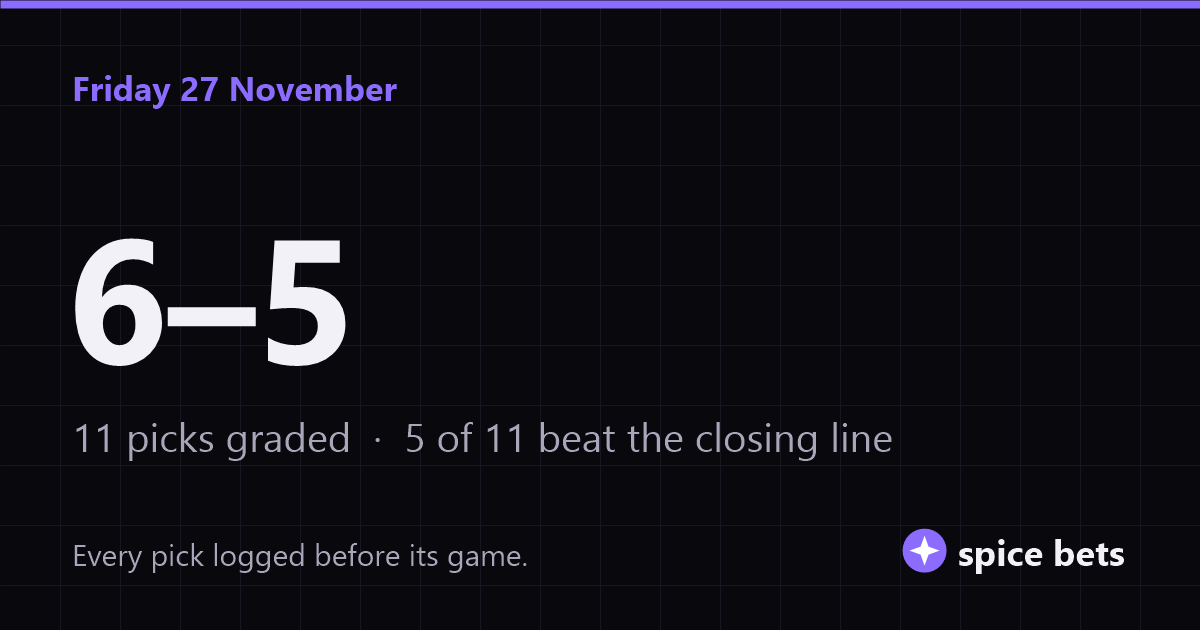 Friday 27 November
6–5
11 picks graded · 5 of 11 beat the closing line
Every pick logged before its game.
spice bets